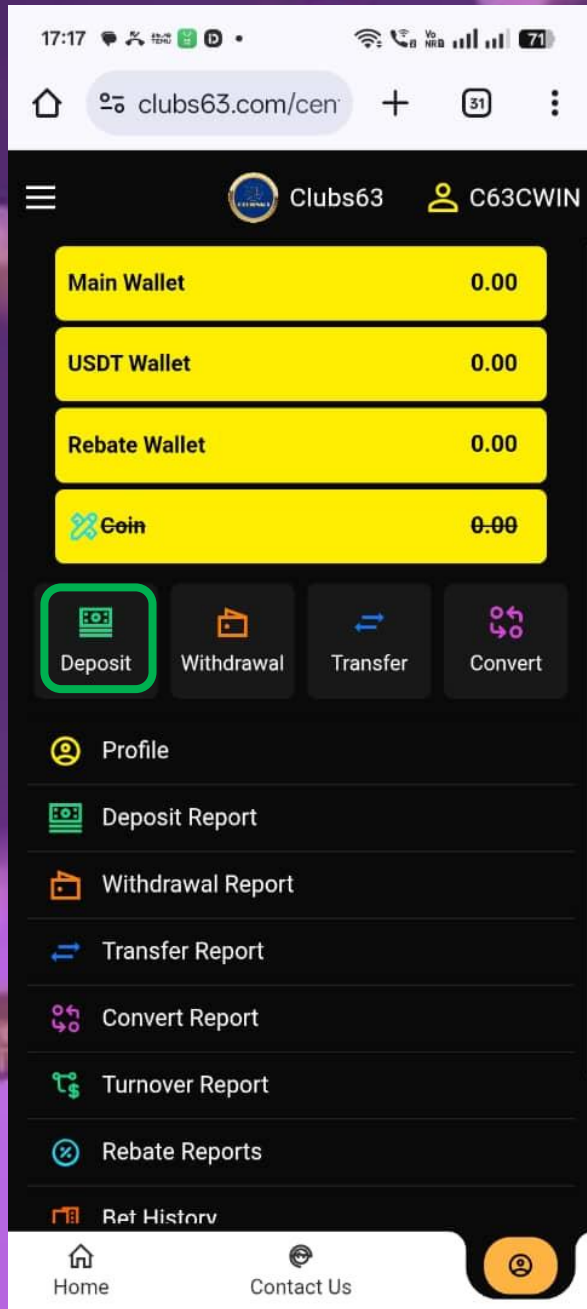 17:17
clubs63.com/cen
31
71
Clubs63
C63CWIN
Main Wallet 0.00
USDT Wallet 0.00
Rebate Wallet 0.00
Coin 0.00
Deposit Withdrawal Transfer Convert
Profile
Deposit Report
Withdrawal Report
Transfer Report
Convert Report
Turnover Report
Rebate Reports
Bet History
Home Contact Us